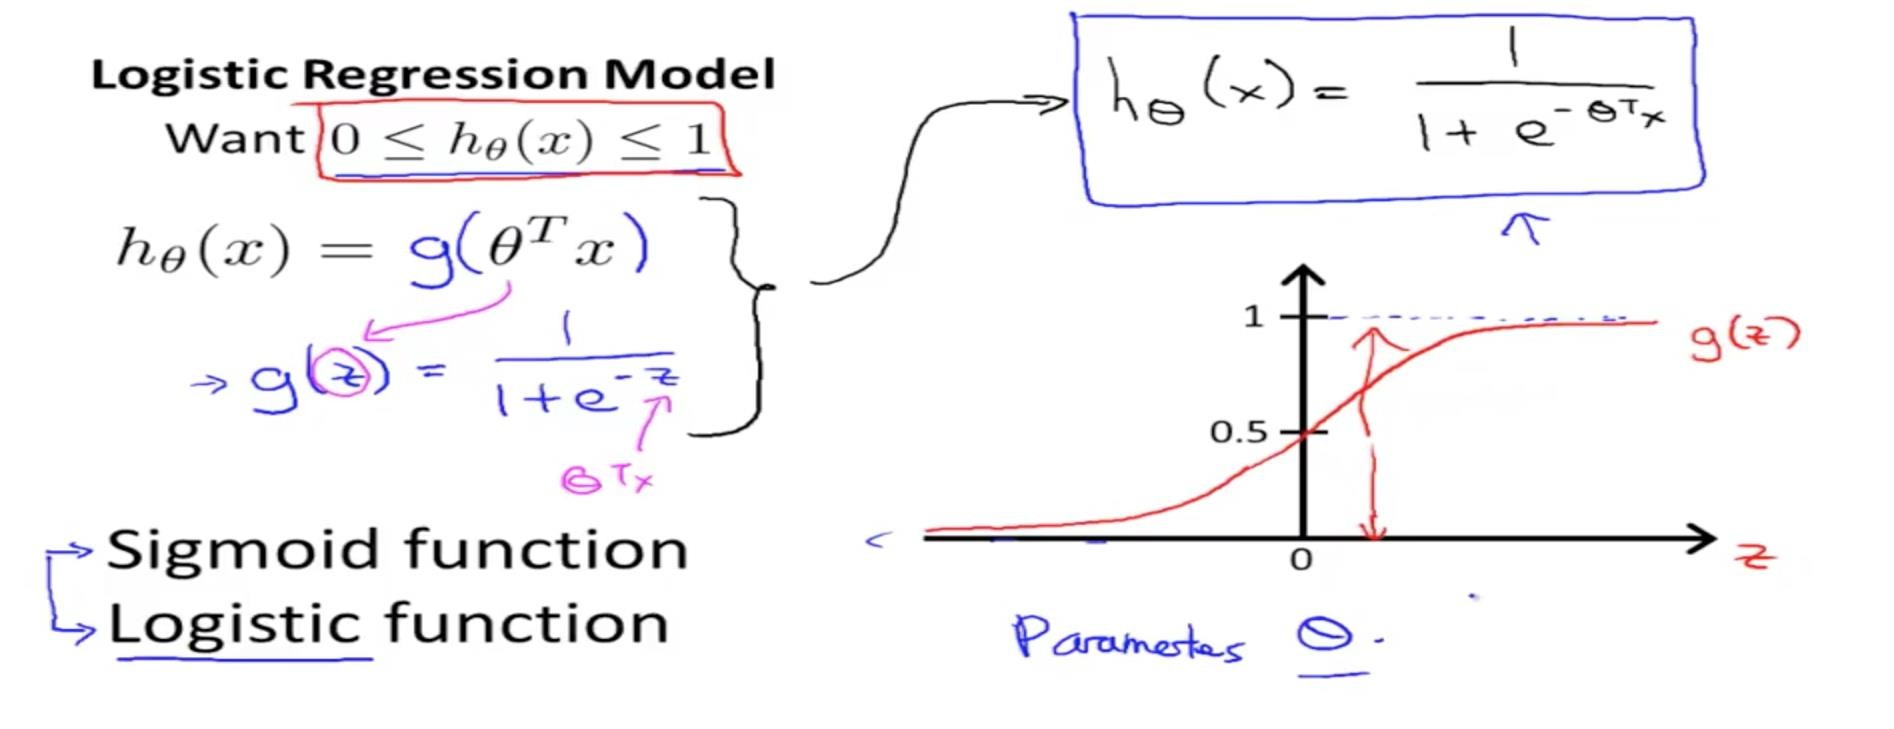 Logistic Regression Model
Want 0 ≤ hθ(x) ≤ 1
hθ(x) = g(θᵀx)
→ g(z) = 1 / (1 + e^(-z))
θᵀx
→ Sigmoid function
→ Logistic function
hθ(x) = 1 / (1 + e^(-θᵀx))
1
g(z)
0.5
0
z
Parameters θ.